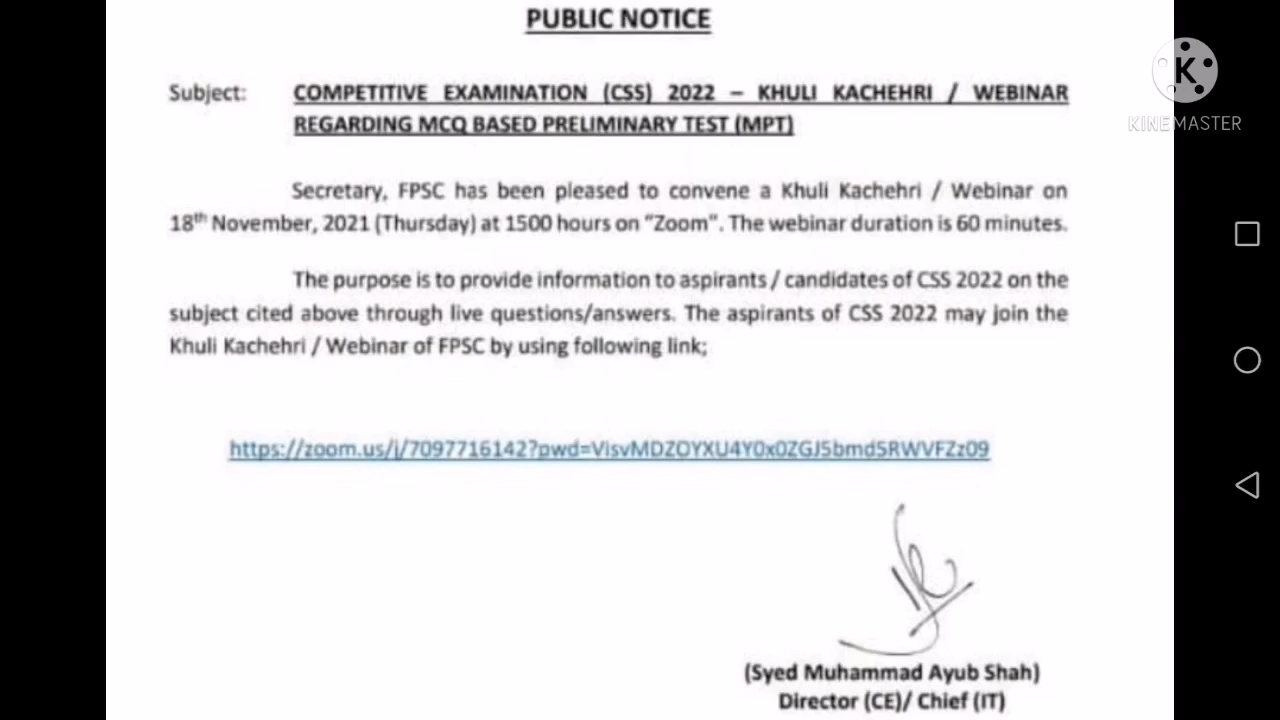 PUBLIC NOTICE
Subject: COMPETITIVE EXAMINATION (CSS) 2022 – KHULI KACHEHRI / WEBINAR
REGARDING MCQ BASED PRELIMINARY TEST (MPT)
Secretary, FPSC has been pleased to convene a Khuli Kachehri / Webinar on
18th November, 2021 (Thursday) at 1500 hours on "Zoom". The webinar duration is 60 minutes.
The purpose is to provide information to aspirants / candidates of CSS 2022 on the
subject cited above through live questions/answers. The aspirants of CSS 2022 may join the
Khuli Kachehri / Webinar of FPSC by using following link;
https://zoom.us/j/7097716142?pwd=VlsvMDZOYXU4Y0x0ZGJ5bmd5RWVFZz09
(Syed Muhammad Ayub Shah)
Director (CE)/ Chief (IT)
K
KINEMASTER